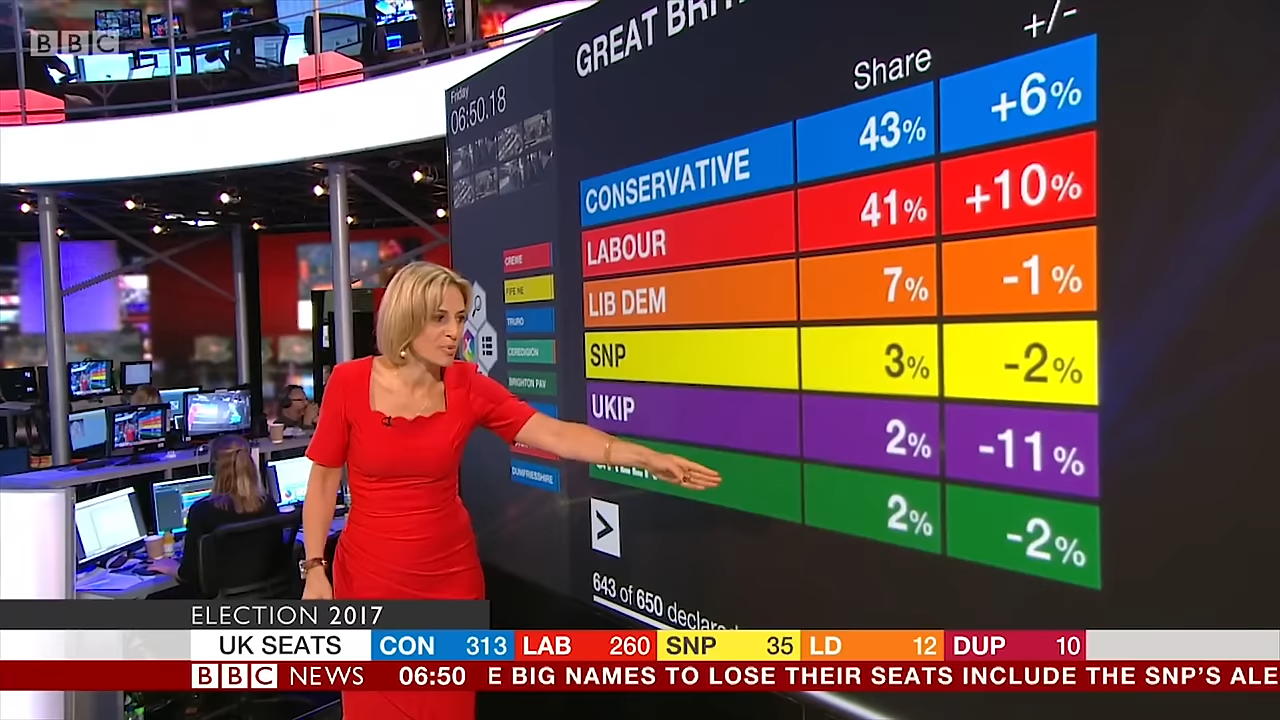 BBC
GREAT BRIT
Friday
06:50.18
Share +/-
CONSERVATIVE 43% +6%
LABOUR 41% +10%
LIB DEM 7% -1%
SNP 3% -2%
UKIP 2% -11%
2% -2%
CREWE
FIFE NE
TRURO
CEREDIGION
BRIGHTON PAV
DUMFRIESSHIRE
>
643 of 650 declared
ELECTION 2017
UK SEATS CON 313 LAB 260 SNP 35 LD 12 DUP 10
BBC NEWS 06:50 E BIG NAMES TO LOSE THEIR SEATS INCLUDE THE SNP'S ALE